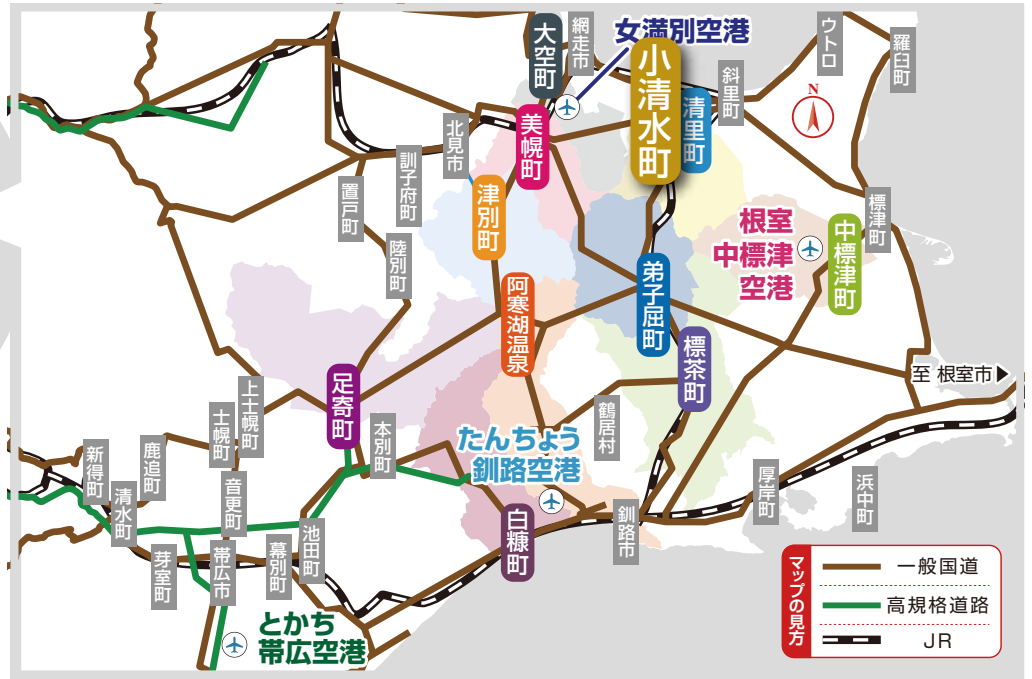 女満別空港
大空町
網走市
小清水町
斜里町
ウトロ
羅臼町
N
清里町
美幌町
北見市
訓子府町
置戸町
津別町
陸別町
根室
中標津
空港
中標津町
標津町
阿寒湖温泉
弟子屈町
標茶町
至 根室市▶
足寄町
上士幌町
士幌町
本別町
鶴居村
たんちょう
釧路空港
新得町
鹿追町
清水町
音更町
池田町
白糠町
釧路市
厚岸町
浜中町
芽室町
帯広市
幕別町
とかち
帯広空港
マップの見方
一般国道
高規格道路
JR